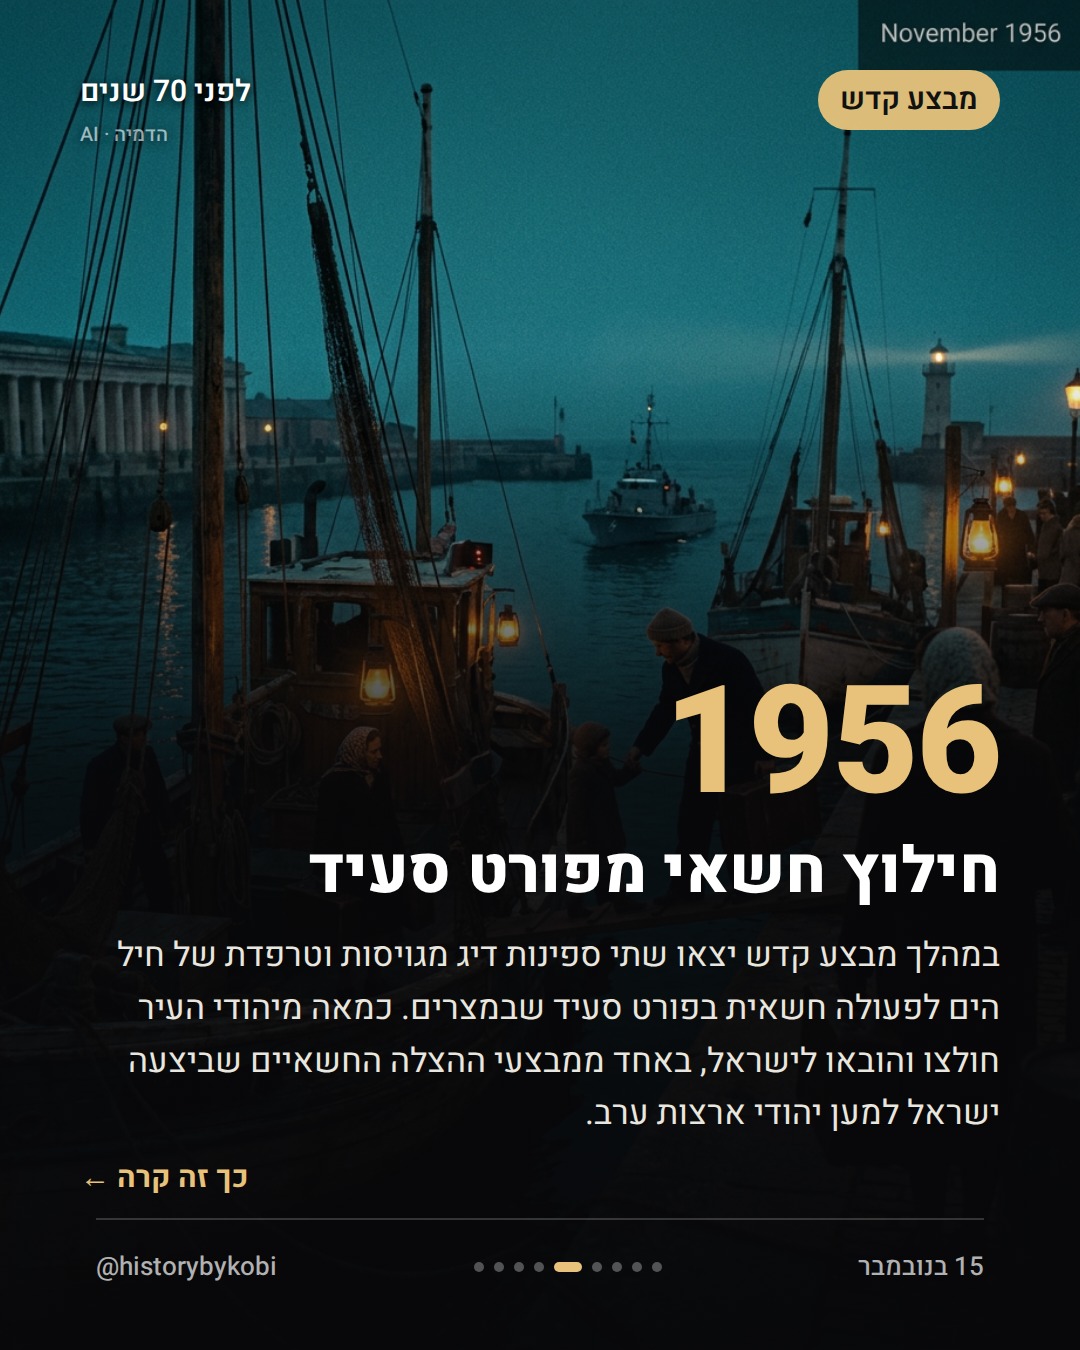 November 1956
מבצע קדש
לפני 70 שנים
הדמיה · AI
1956
חילוץ חשאי מפורט סעיד
במהלך מבצע קדש יצאו שתי ספינות דיג מגויסות וטרפדת של חיל
הים לפעולה חשאית בפורט סעיד שבמצרים. כמאה מיהודי העיר
חולצו והובאו לישראל, באחד ממבצעי ההצלה החשאיים שביצעה
ישראל למען יהודי ארצות ערב.
כך זה קרה ←
15 בנובמבר
@historybykobi